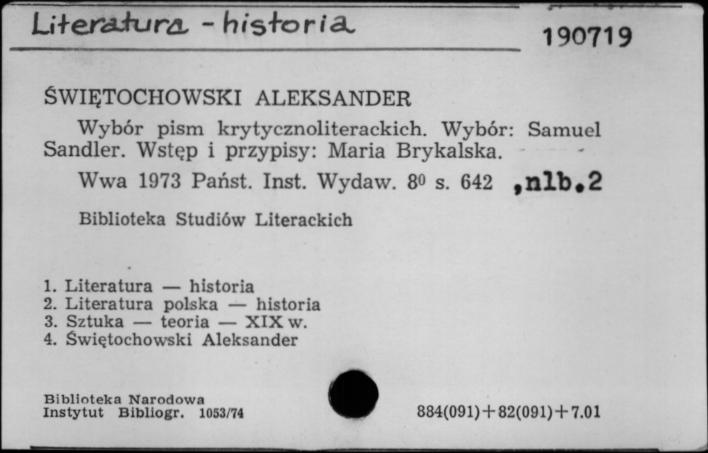 Literatura - historia
190719
ŚWIĘTOCHOWSKI ALEKSANDER
Wybór pism krytycznoliterackich. Wybór: Samuel
Sandler. Wstęp i przypisy: Maria Brykalska.
Wwa 1973 Państ. Inst. Wydaw. 8⁰ s. 642 ,nlb.2
Biblioteka Studiów Literackich
1. Literatura — historia
2. Literatura polska — historia
3. Sztuka — teoria — XIX w.
4. Świętochowski Aleksander
Biblioteka Narodowa
Instytut Bibliogr. 1053/74
884(091)+82(091)+7.01